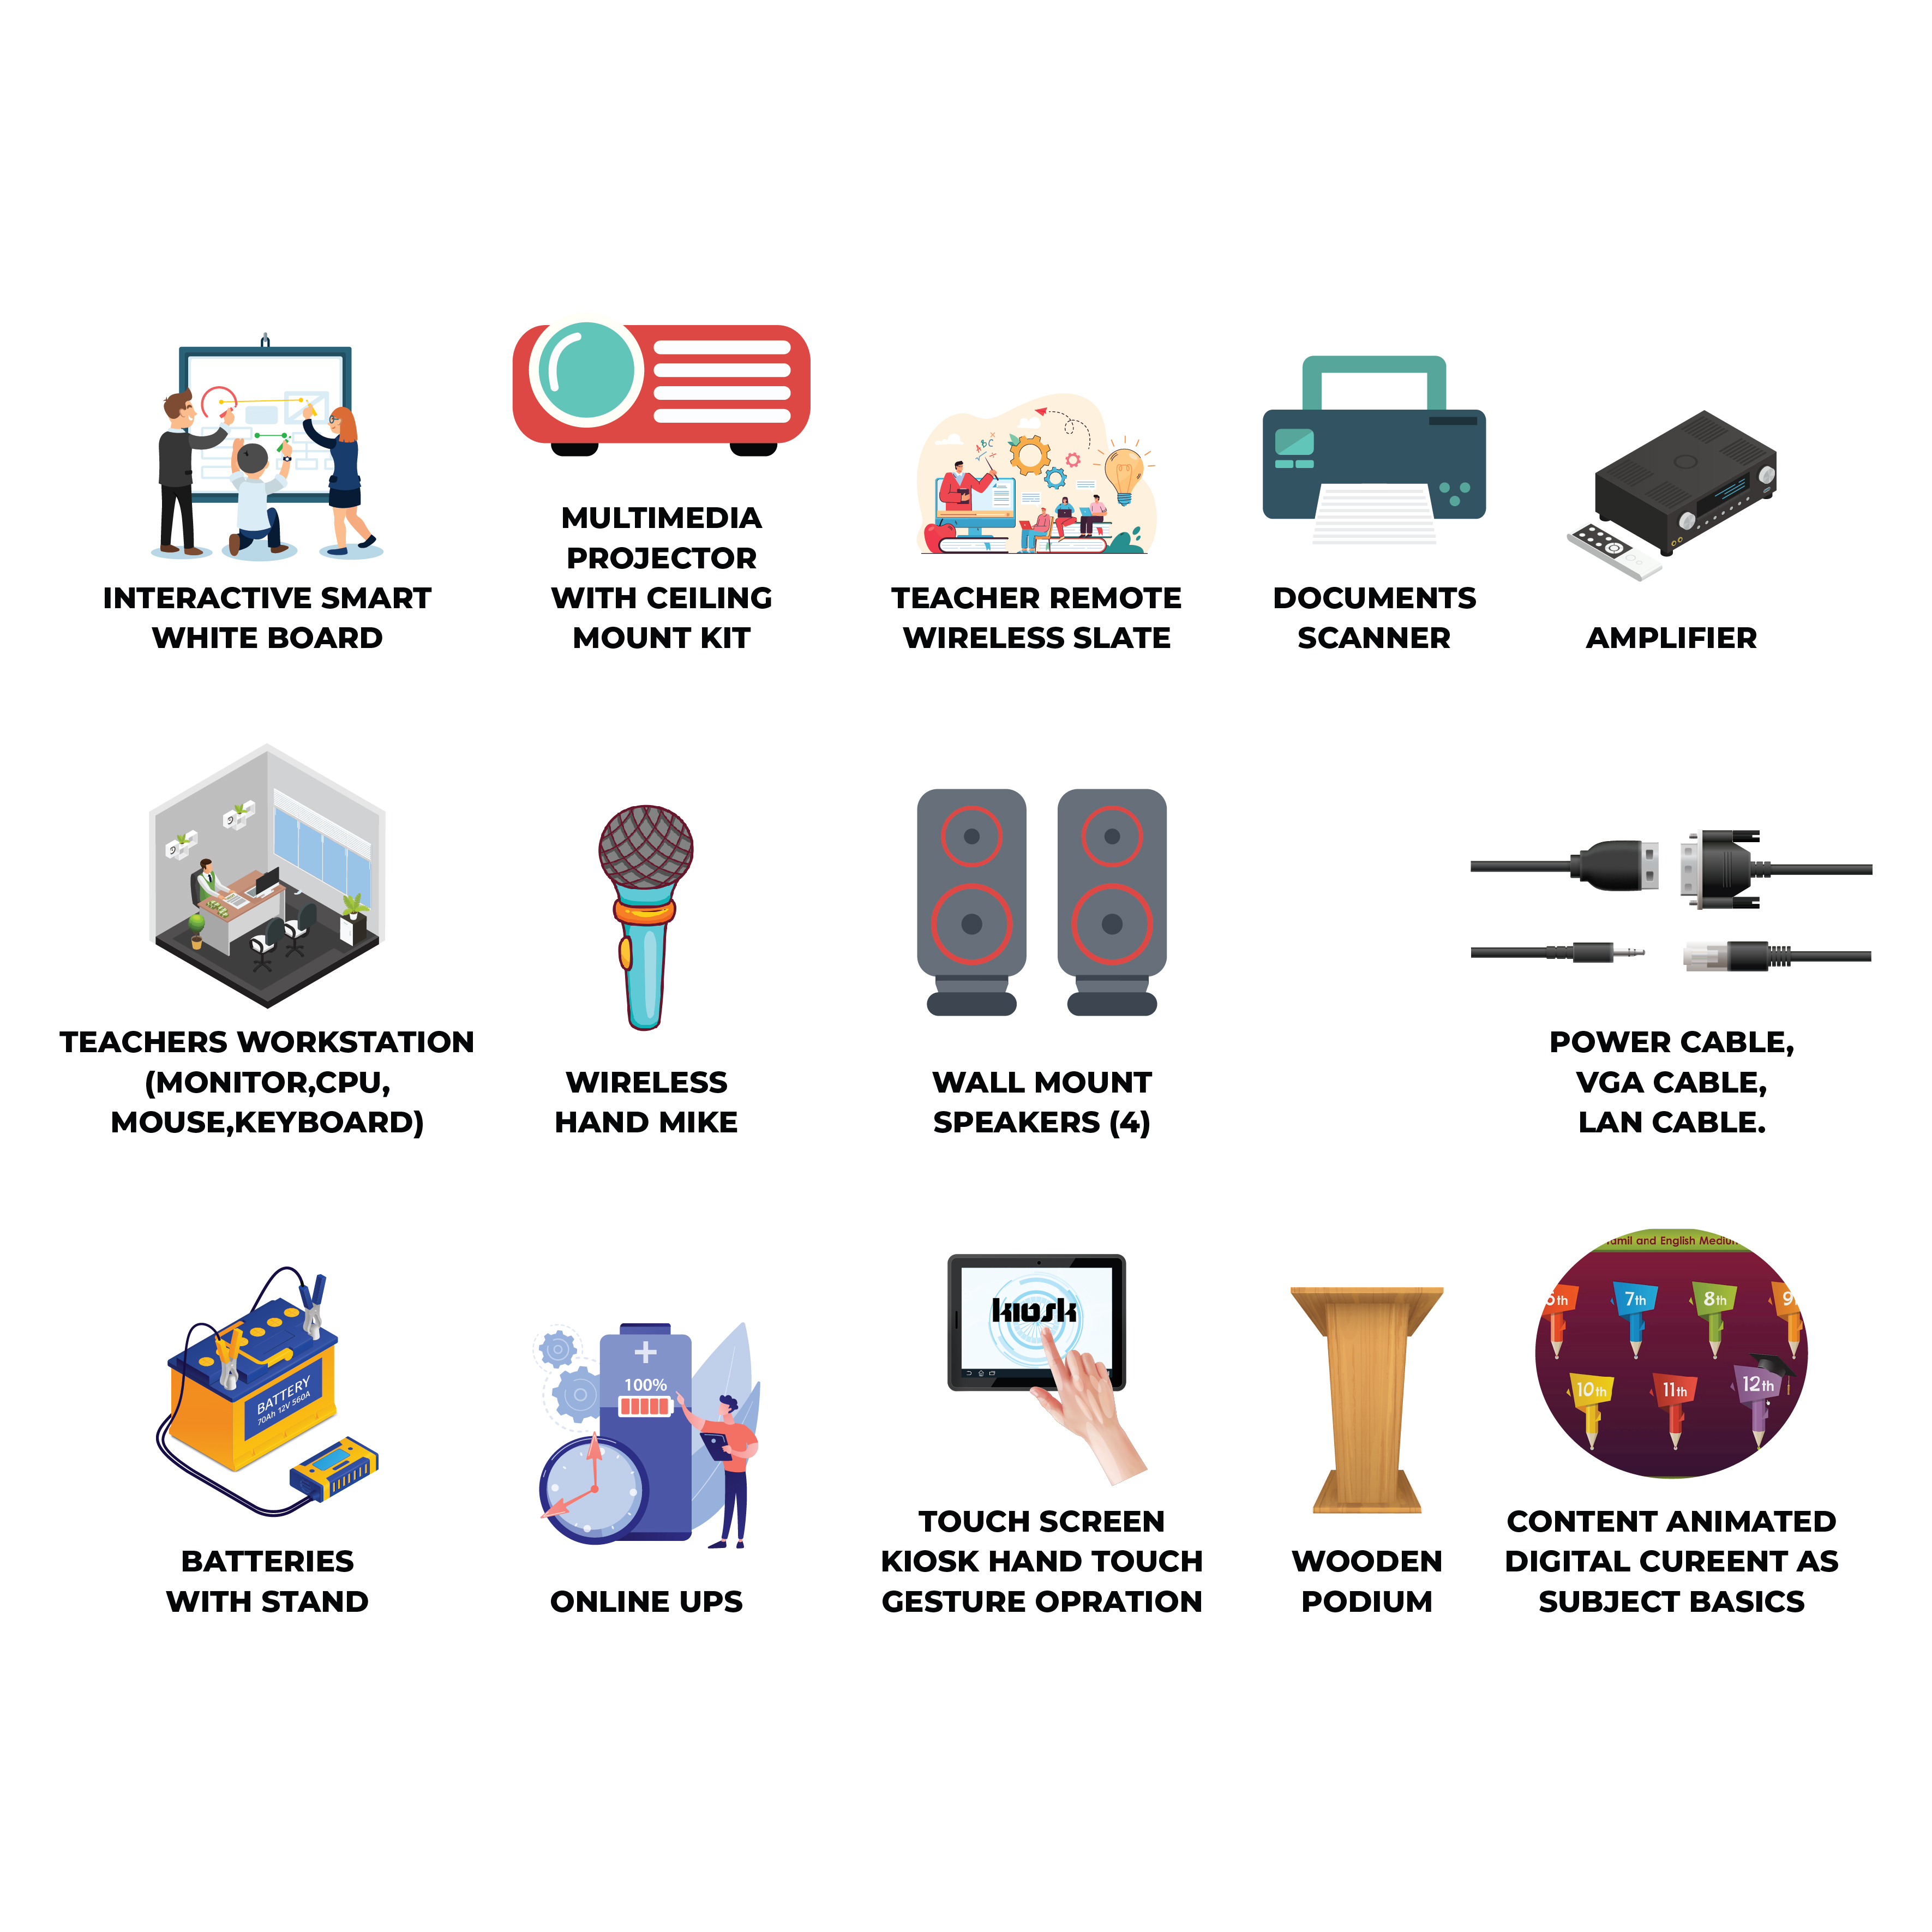 INTERACTIVE SMART
WHITE BOARD
MULTIMEDIA
PROJECTOR
WITH CEILING
MOUNT KIT
ABC
TEACHER REMOTE
WIRELESS SLATE
DOCUMENTS
SCANNER
AMPLIFIER
TEACHERS WORKSTATION
(MONITOR,CPU,
MOUSE,KEYBOARD)
WIRELESS
HAND MIKE
WALL MOUNT
SPEAKERS (4)
POWER CABLE,
VGA CABLE,
LAN CABLE.
BATTERY
70Ah 12V 560A
BATTERIES
WITH STAND
100%
ONLINE UPS
kiosk
TOUCH SCREEN
KIOSK HAND TOUCH
GESTURE OPRATION
WOODEN
PODIUM
amil and English Mediu
6th 7th 8th 9
10th 11th 12th
CONTENT ANIMATED
DIGITAL CUREENT AS
SUBJECT BASICS